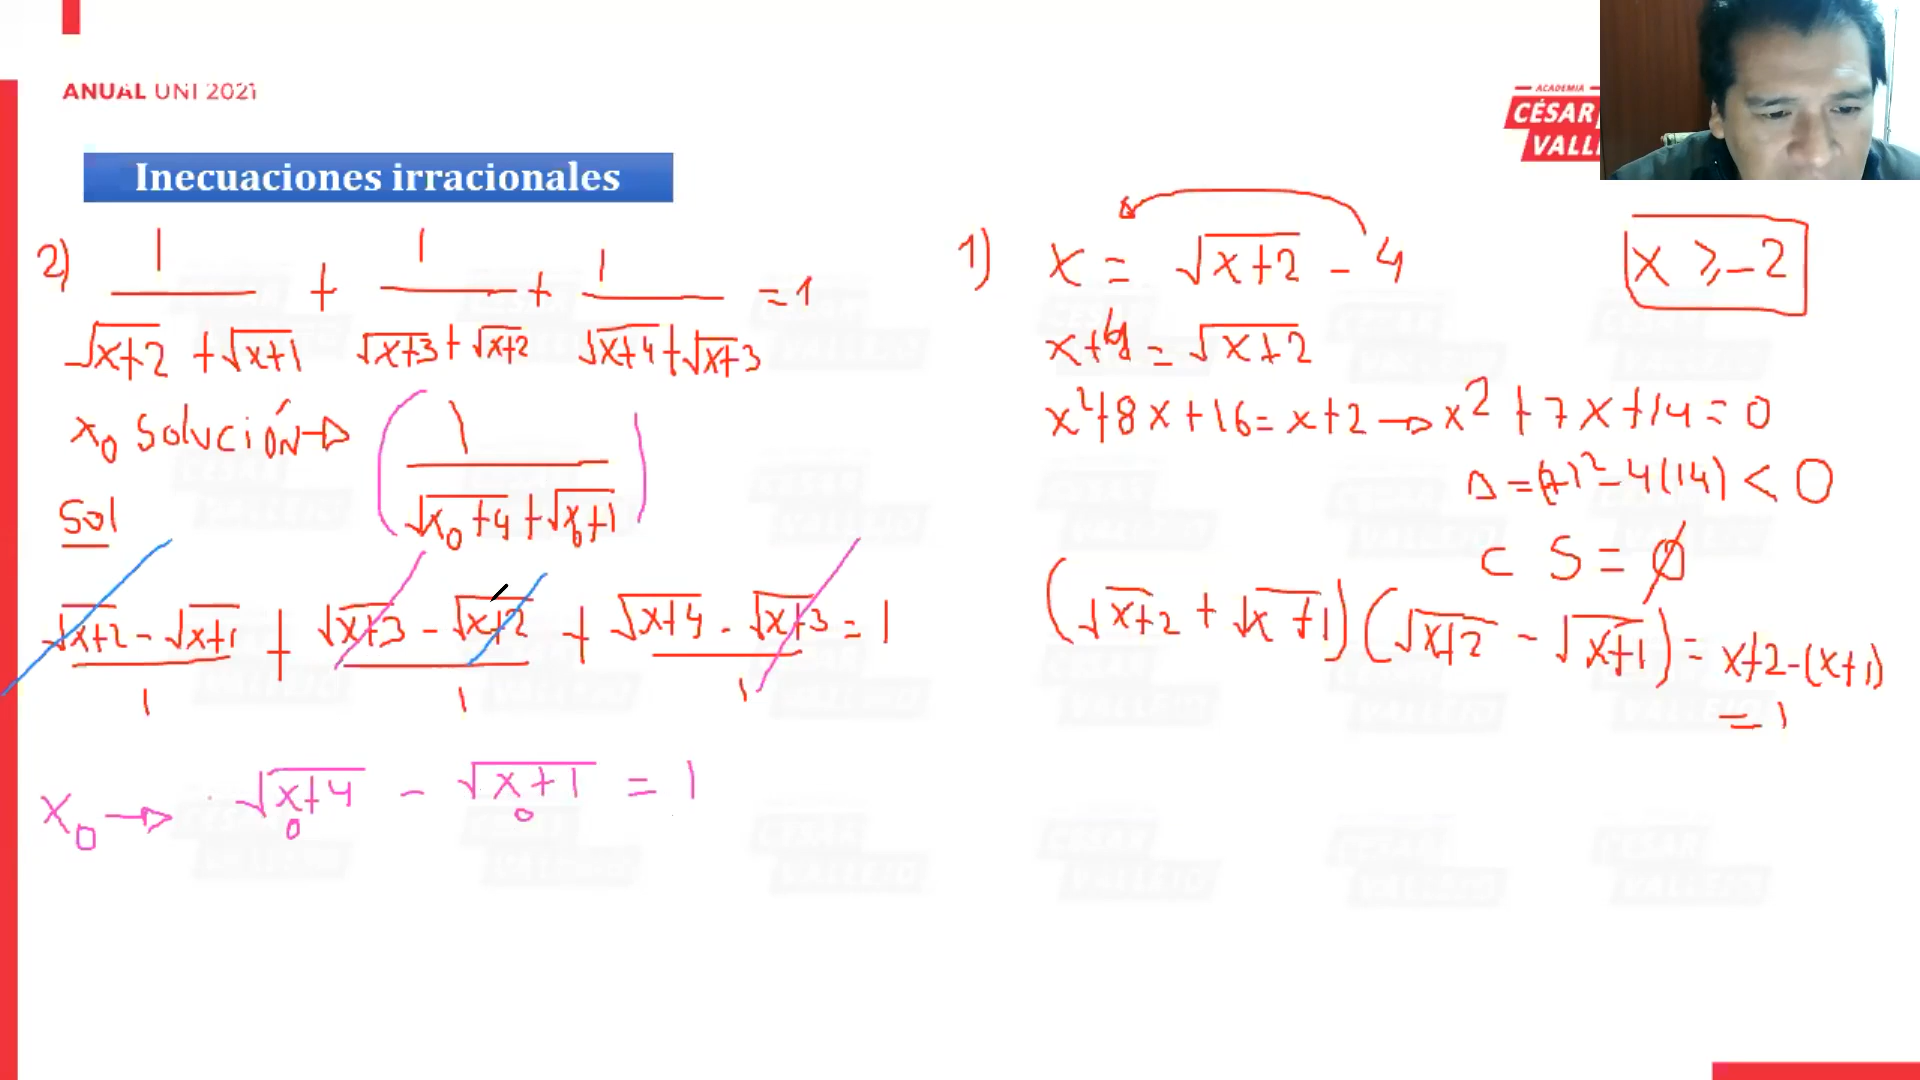 ANUAL UNI 2021
ACADEMIA
CÉSAR
VALL
Inecuaciones irracionales
2) 1/(√(x+2) + √(x+1)) + 1/(√(x+3) + √(x+2)) + 1/(√(x+4) + √(x+3)) = 1
x₀ solución → (1/(√(x₀+4) + √(x₀+1)))
Sol
(√(x+2) - √(x+1))/1 + (√(x+3) - √(x+2))/1 + (√(x+4) - √(x+3))/1 = 1
x₀ → √(x₀+4) - √(x₀+1) = 1
1) x = √(x+2) - 4
x ≥ -2
x+4 = √(x+2)
x²+8x+16 = x+2 → x²+7x+14=0
Δ = (7)² - 4(14) < 0
C S = ∅
(√(x+2) + √(x+1))(√(x+2) - √(x+1)) = x+2-(x+1)
= 1